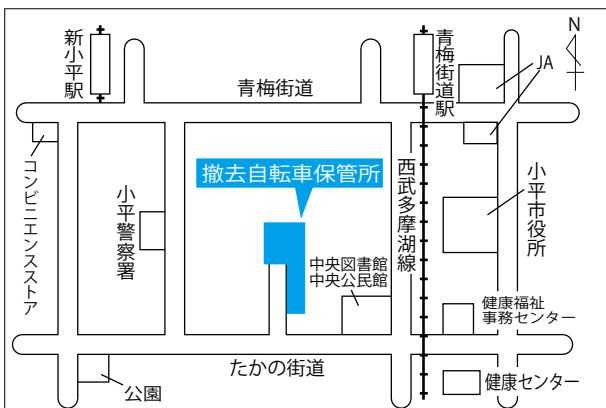 N
新小平駅
青梅街道駅
JA
青梅街道
撤去自転車保管所
コンビニエンスストア
小平警察署
西武多摩湖線
小平市役所
中央図書館
中央公民館
健康福祉
事務センター
たかの街道
公園
健康センター